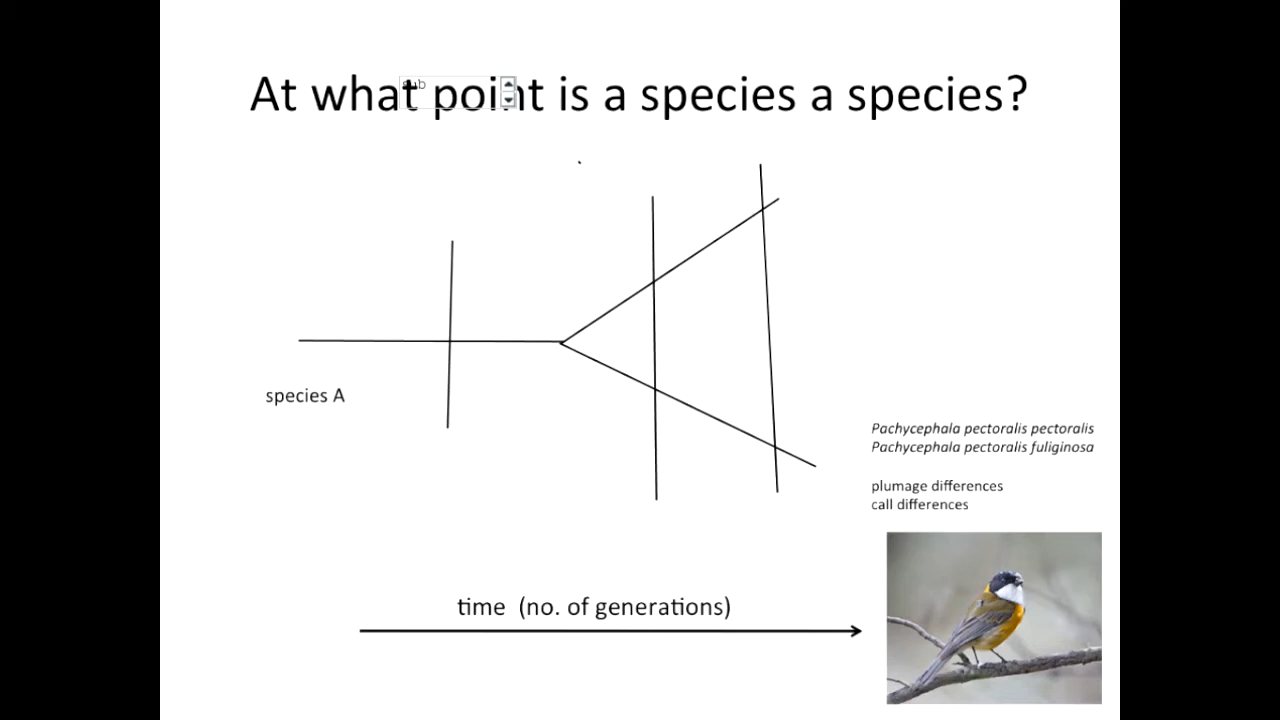 At what point is a species a species?
sub
species A
Pachycephala pectoralis pectoralis
Pachycephala pectoralis fuliginosa
plumage differences
call differences
time (no. of generations)